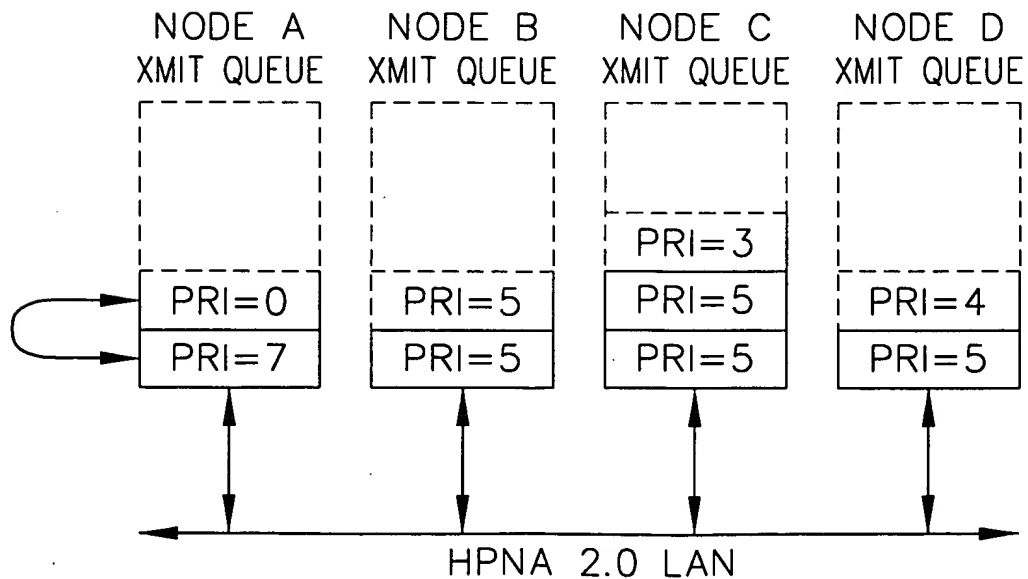 NODE A NODE B NODE C NODE D
XMIT QUEUE XMIT QUEUE XMIT QUEUE XMIT QUEUE
PRI=3
PRI=0 PRI=5 PRI=5 PRI=4
PRI=7 PRI=5 PRI=5 PRI=5
HPNA 2.0 LAN